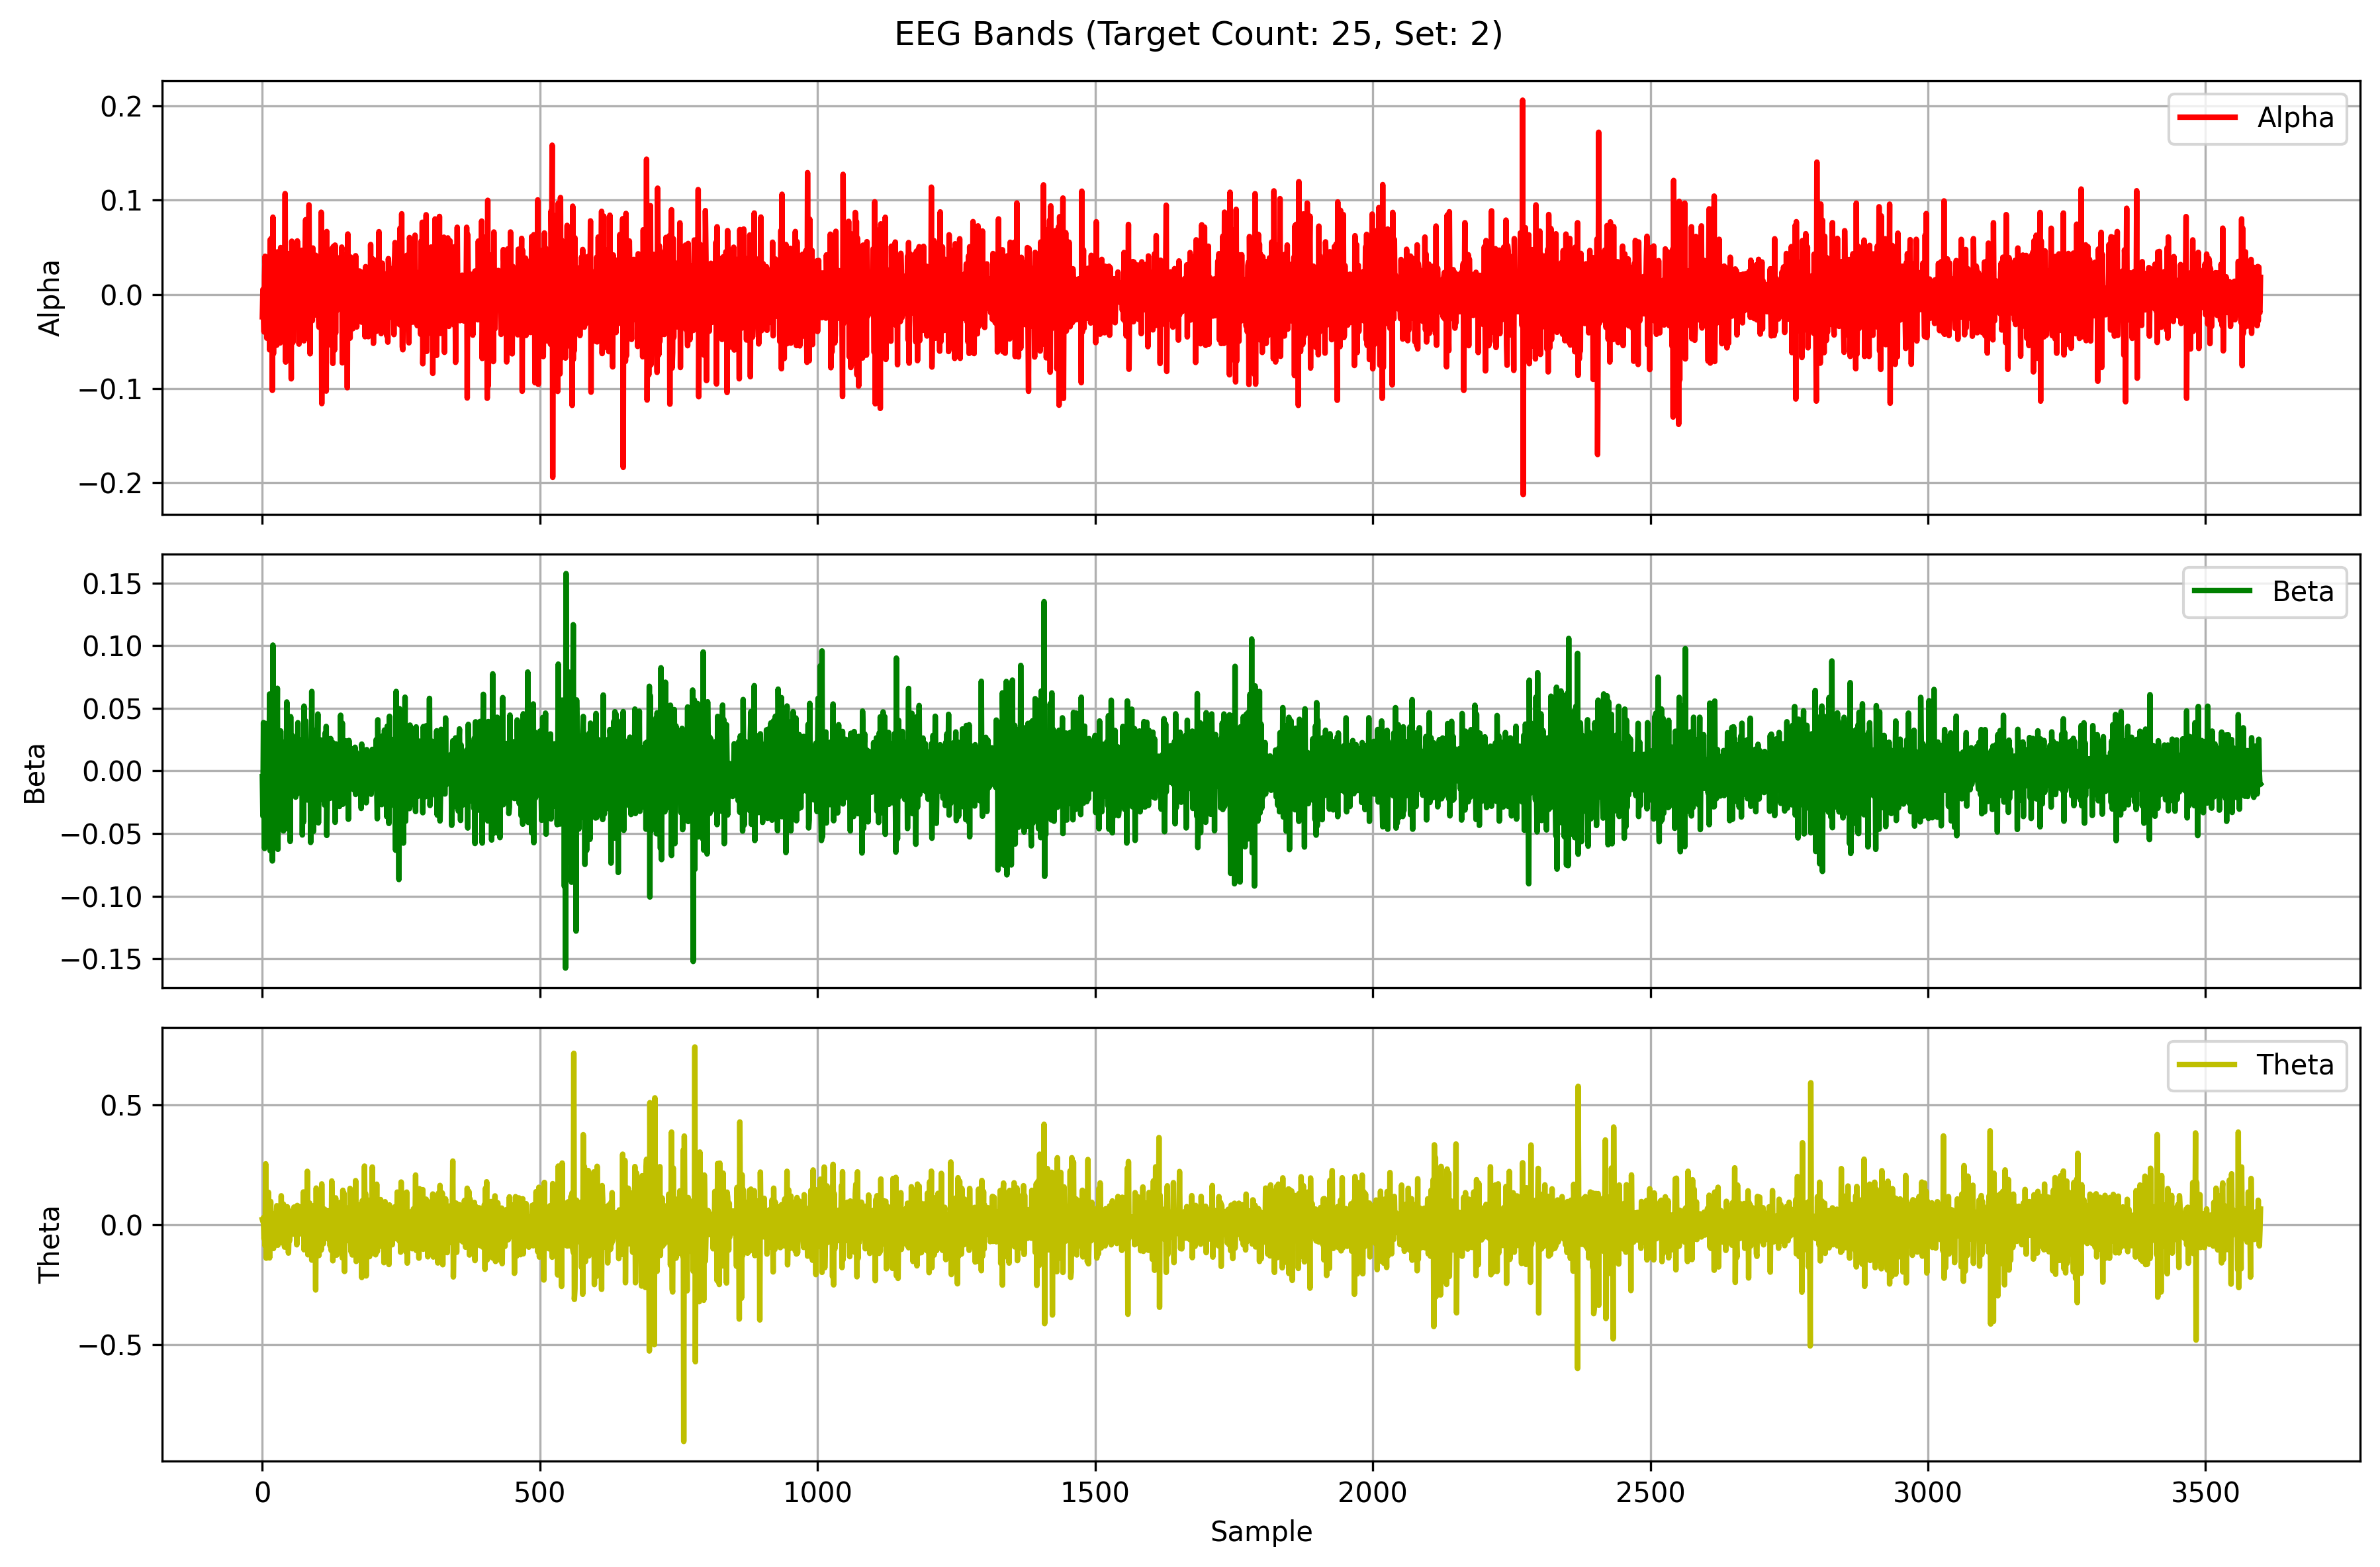 EEG Bands (Target Count: 25, Set: 2)
0.2
0.1
0.0
−0.1
−0.2
Alpha
Alpha
0.15
0.10
0.05
0.00
−0.05
−0.10
−0.15
Beta
Beta
0.5
0.0
−0.5
Theta
Theta
0 500 1000 1500 2000 2500 3000 3500
Sample